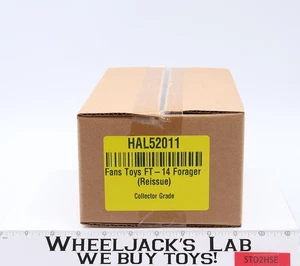 HAL52011
Fans Toys FT-14 Forager
(Reissue)
Collector Grade
WHEELJACK'S LAB
WE BUY TOYS!
ST02HSE